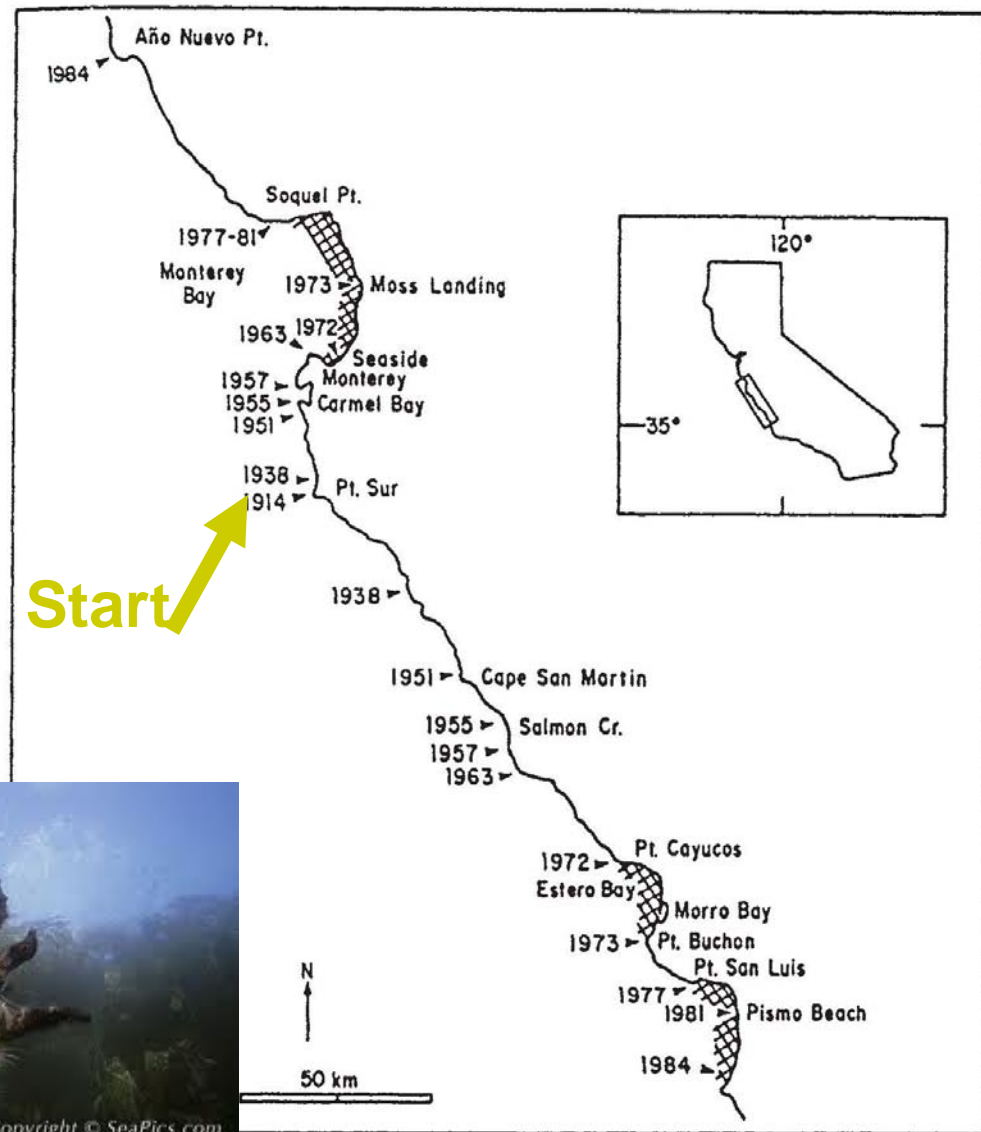 Año Nuevo Pt.
1984
Soquel Pt.
1977-81
Monterey
Bay
1973
Moss Landing
1963
1972
Seaside
Monterey
1957
1955
Carmel Bay
1951
1938
Pt. Sur
1914
Start
1938
1951
Cape San Martin
1955
Salmon Cr.
1957
1963
Pt. Cayucos
1972
Estero Bay
Morro Bay
1973
Pt. Buchon
Pt. San Luis
1977
1981
Pismo Beach
1984
N
50 km
120°
35°
Copyright © SeaPics.com